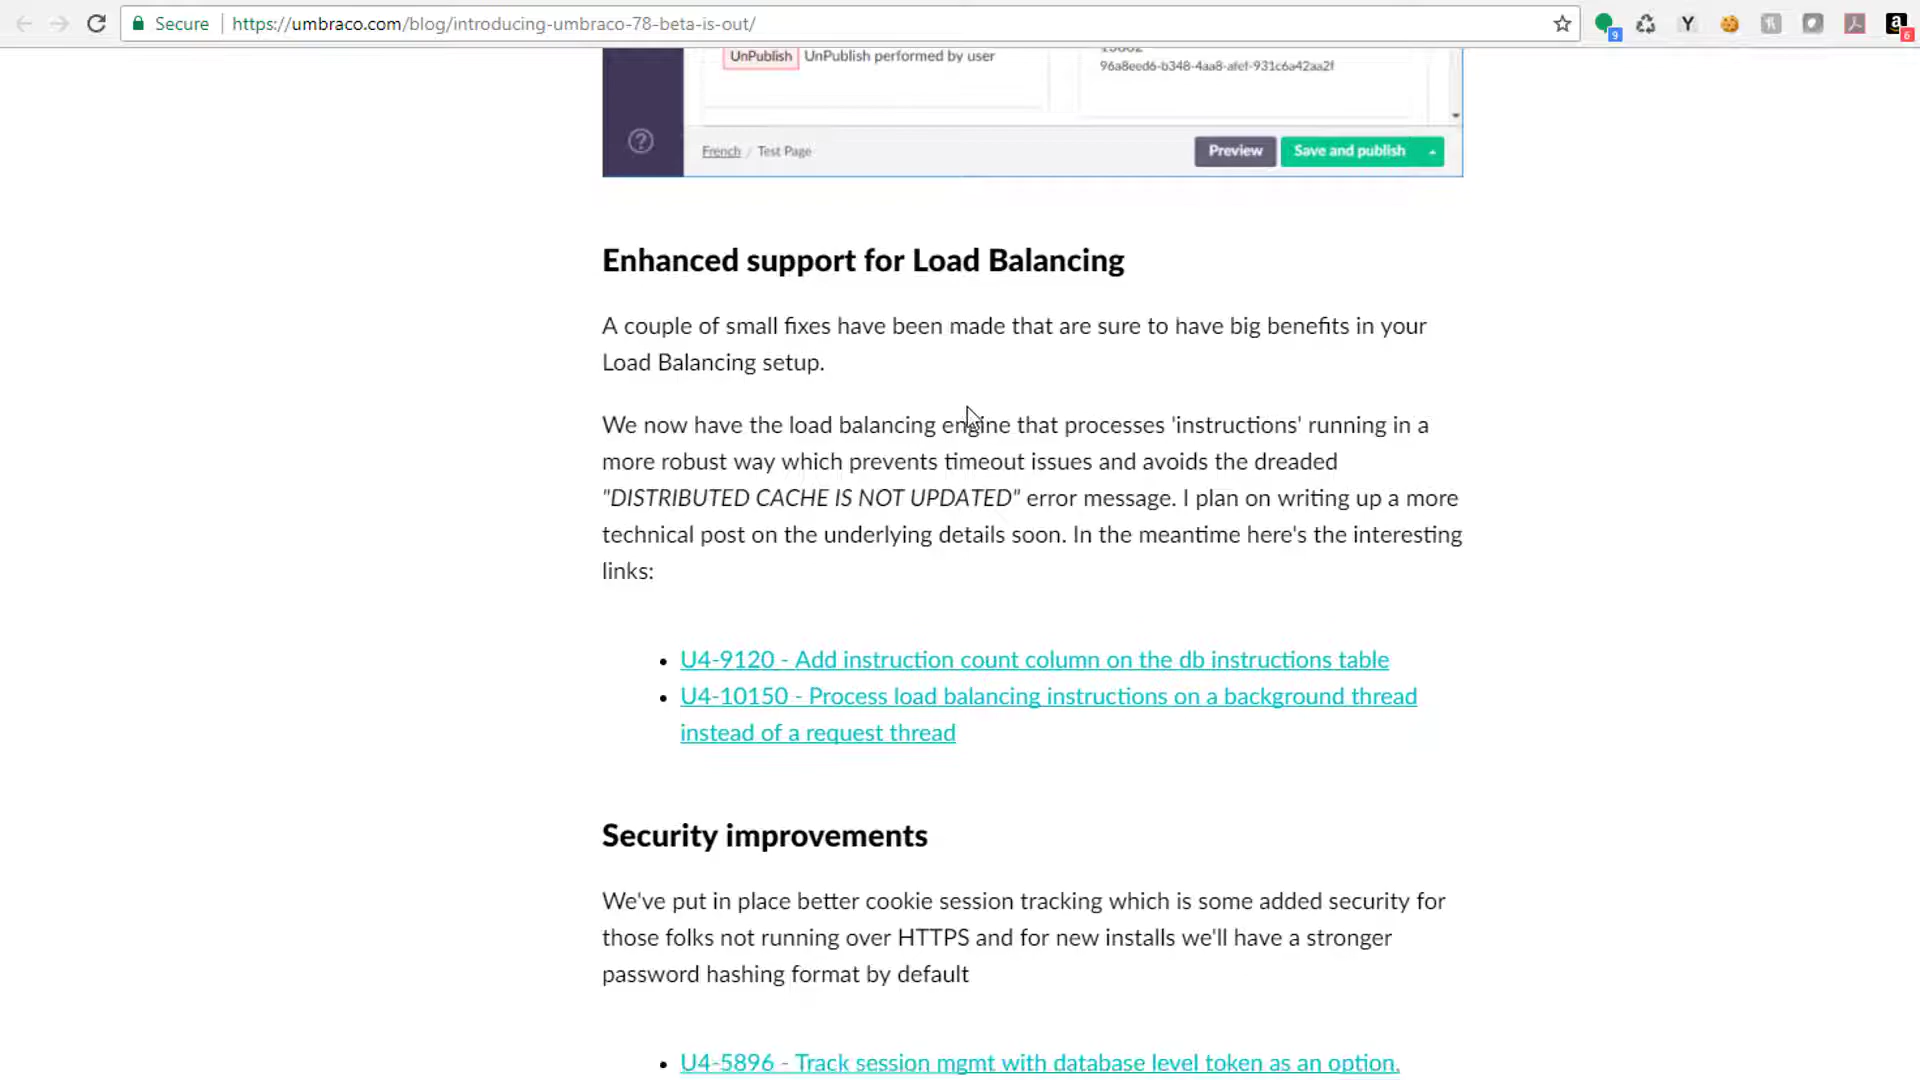 Secure https://umbraco.com/blog/introducing-umbraco-78-beta-is-out/
9
Y
a
6
UnPublish UnPublish performed by user
96a8eed6-b348-4aa8-afef-931c6a42aa2f
French / Test Page
Preview Save and publish
Enhanced support for Load Balancing
A couple of small fixes have been made that are sure to have big benefits in your
Load Balancing setup.
We now have the load balancing engine that processes 'instructions' running in a
more robust way which prevents timeout issues and avoids the dreaded
"DISTRIBUTED CACHE IS NOT UPDATED" error message. I plan on writing up a more
technical post on the underlying details soon. In the meantime here's the interesting
links:
• U4-9120 - Add instruction count column on the db instructions table
• U4-10150 - Process load balancing instructions on a background thread
instead of a request thread
Security improvements
We've put in place better cookie session tracking which is some added security for
those folks not running over HTTPS and for new installs we'll have a stronger
password hashing format by default
• U4-5896 - Track session mgmt with database level token as an option.